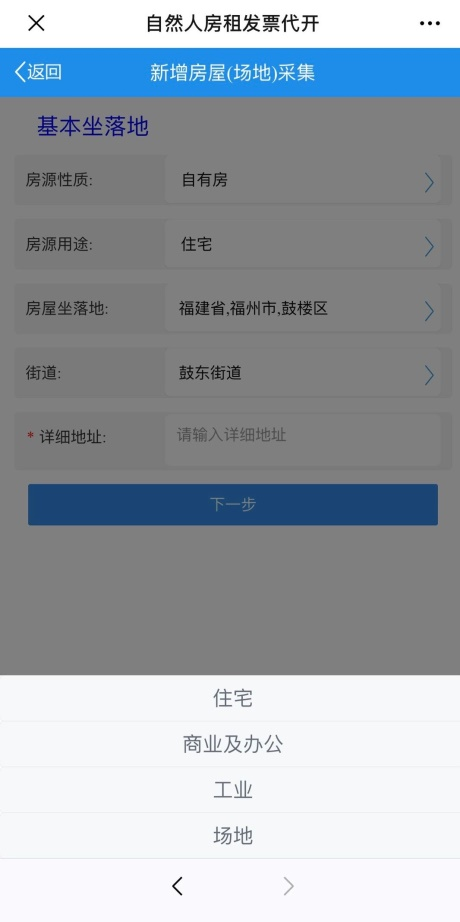 自然人房租发票代开
返回
新增房屋(场地)采集
基本坐落地
房源性质: 自有房
房源用途: 住宅
房屋坐落地: 福建省,福州市,鼓楼区
街道: 鼓东街道
* 详细地址: 请输入详细地址
下一步
住宅
商业及办公
工业
场地